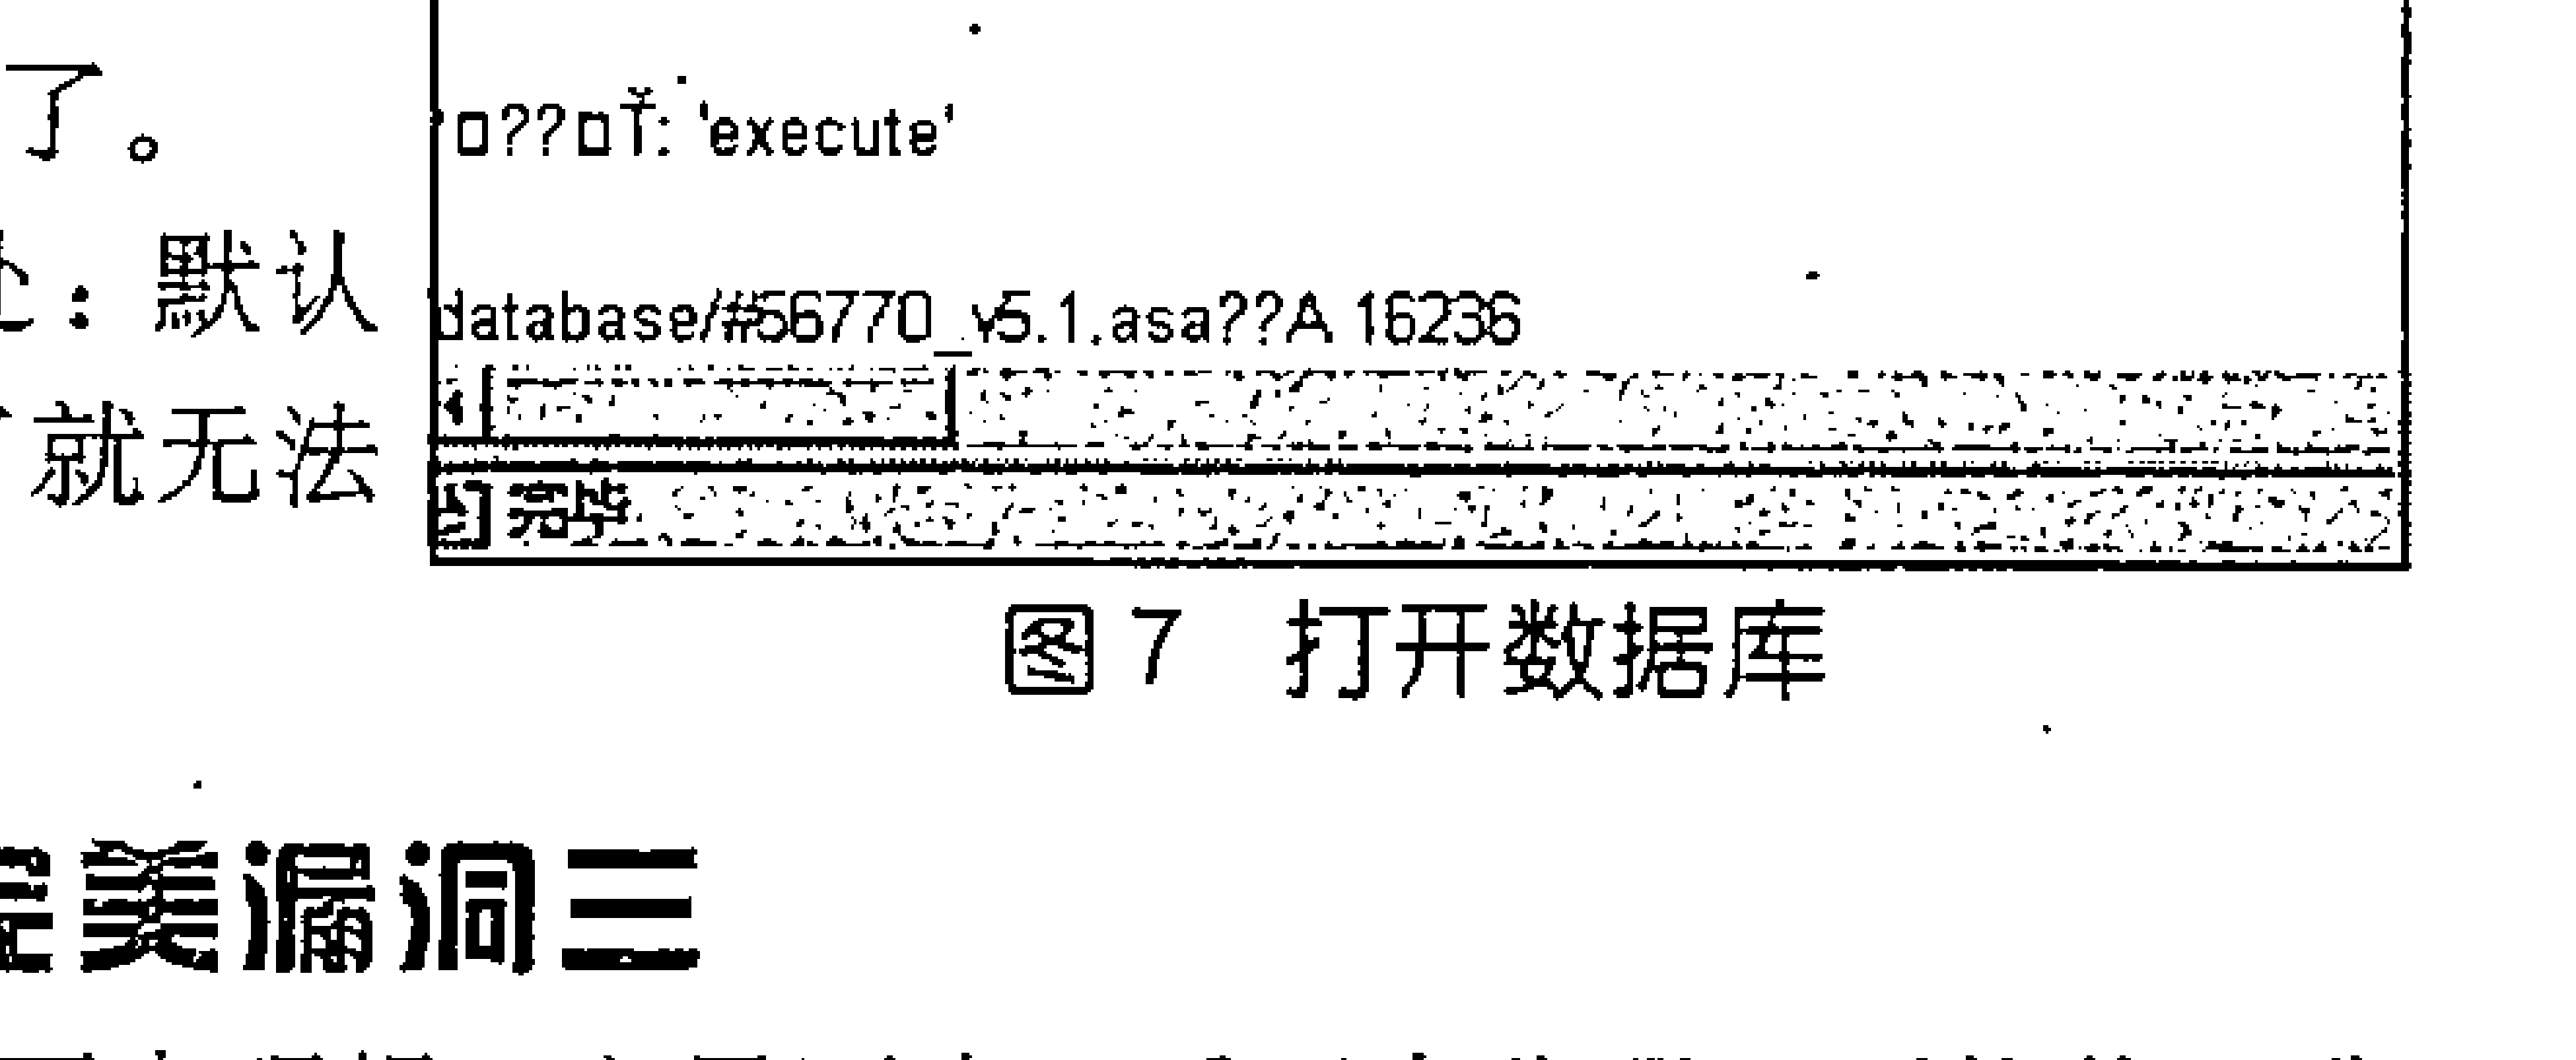 了。
：默认
就无法
'□??□Ť: 'execute'
database/#56770_v5.1.asa??A 16236
完毕
图 7 打开数据库
完美漏洞三